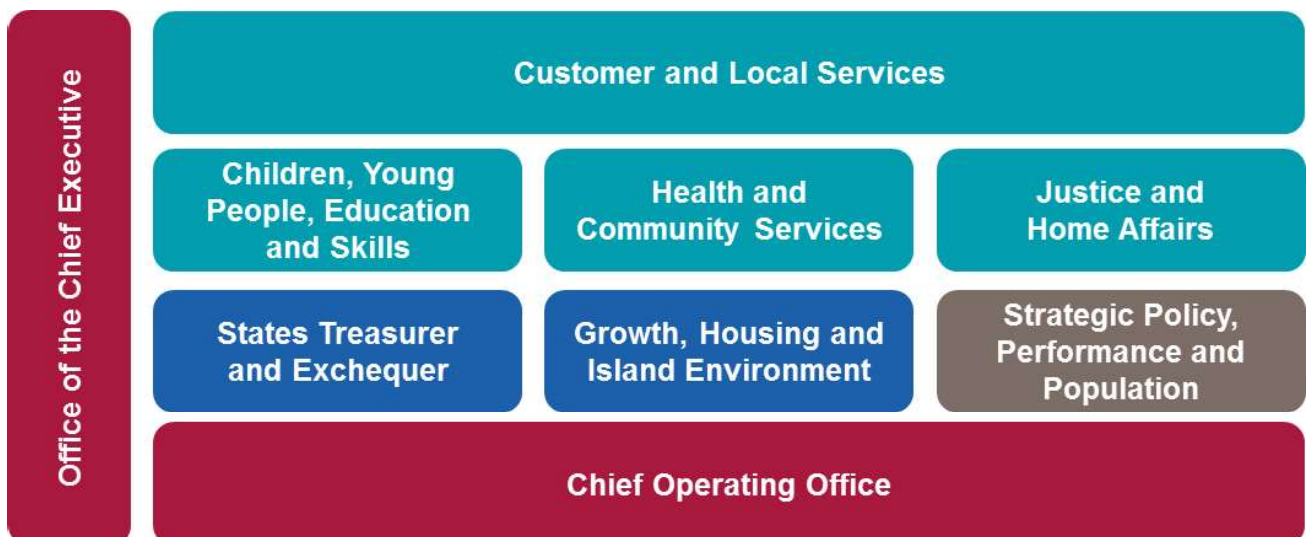 Office of the Chief Executive
Customer and Local Services
Children, Young
People, Education
and Skills
Health and
Community Services
Justice and
Home Affairs
States Treasurer
and Exchequer
Growth, Housing and
Island Environment
Strategic Policy,
Performance and
Population
Chief Operating Office